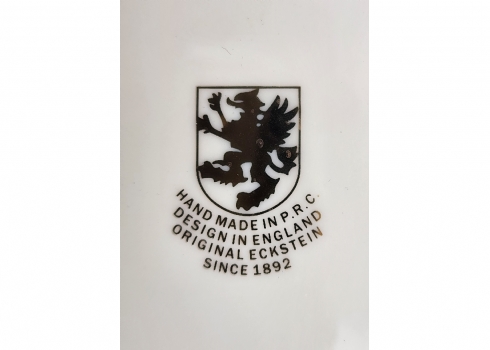 HAND MADE IN P.R.C.
DESIGN IN ENGLAND
ORIGINAL ECKSTEIN
SINCE 1892